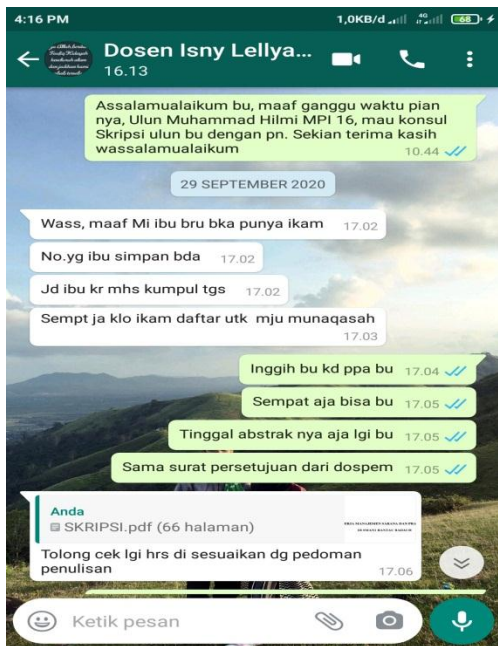 4:16 PM
1,0KB/d
4G
68
Dosen Isny Lellya...
16.13
Assalamualaikum bu, maaf ganggu waktu pian
nya, Ulun Muhammad Hilmi MPI 16, mau konsul
Skripsi ulun bu dengan pn. Sekian terima kasih
wassalamualaikum
10.44
29 SEPTEMBER 2020
Wass, maaf Mi ibu bru bka punya ikam 17.02
No.yg ibu simpan bda 17.02
Jd ibu kr mhs kumpul tgs 17.02
Sempt ja klo ikam daftar utk mju munaqasah
17.03
Inggih bu kd ppa bu 17.04
Sempat aja bisa bu 17.05
Tinggal abstrak nya aja lgi bu 17.05
Sama surat persetujuan dari dospem 17.05
Anda
SKRIPSI.pdf (66 halaman)
Tolong cek lgi hrs di sesuaikan dg pedoman
penulisan
17.06
Ketik pesan